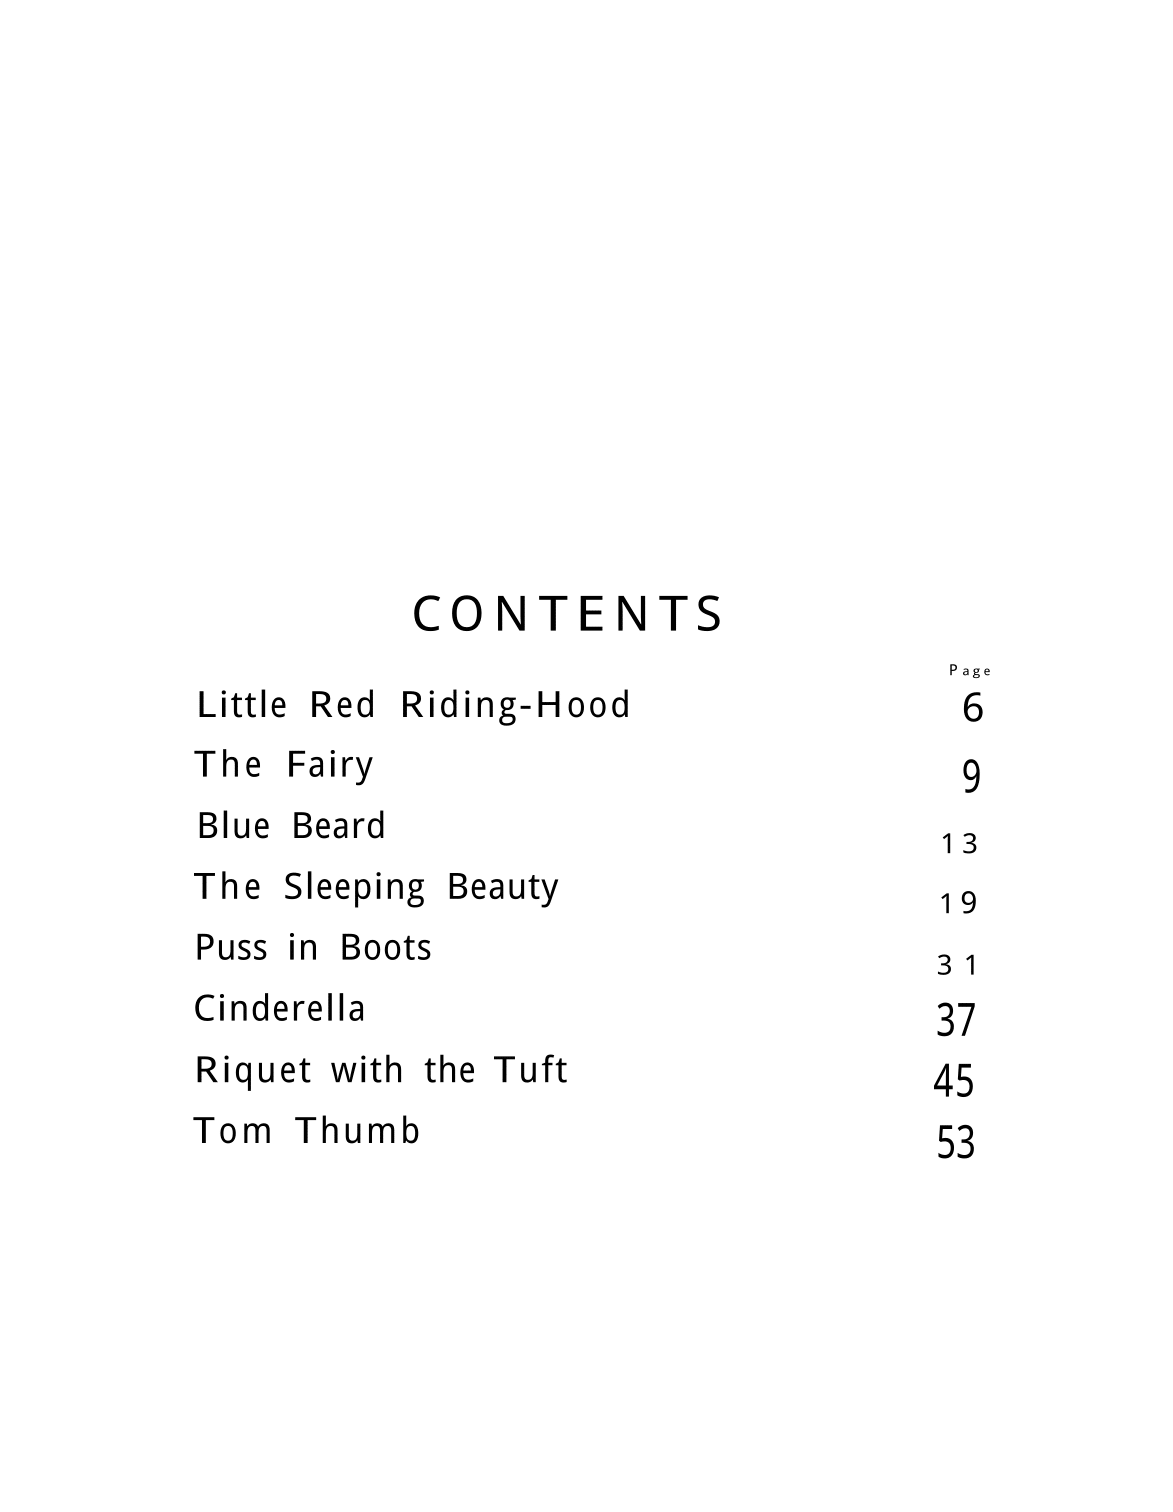 CONTENTS
Page
Little Red Riding-Hood 6
The Fairy 9
Blue Beard 13
The Sleeping Beauty 19
Puss in Boots 31
Cinderella 37
Riquet with the Tuft 45
Tom Thumb 53